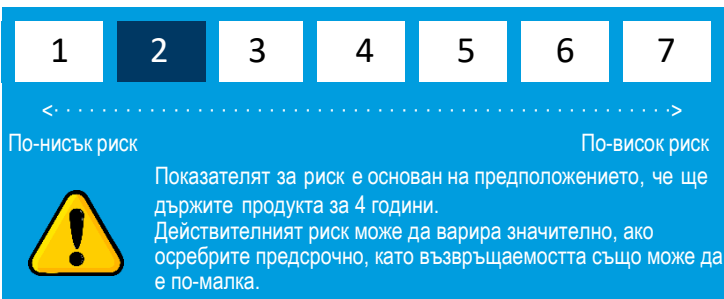 1 2 3 4 5 6 7
По-нисък риск По-висок риск
Показателят за риск е основан на предположението, че ще
държите продукта за 4 години.
Действителният риск може да варира значително, ако
осребрите предсрочно, като възвръщаемостта също може да
е по-малка.